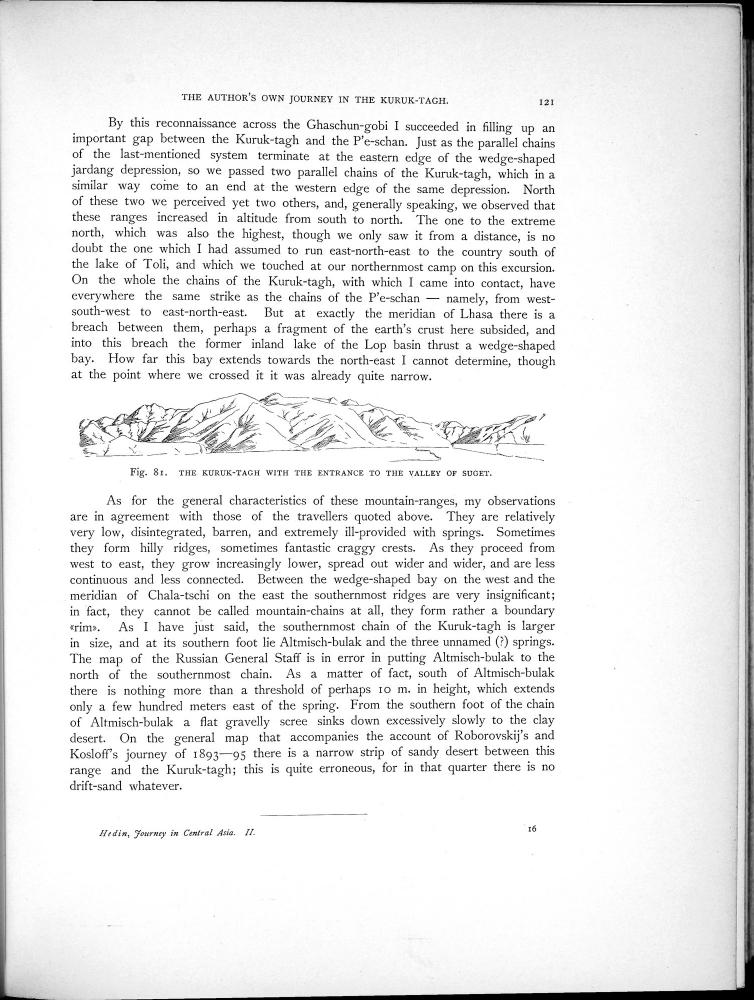 THE AUTHOR'S OWN JOURNEY IN THE KURUK-TAGH. 121
By this reconnaissance across the Ghaschun-gobi I succeeded in filling up an
important gap between the Kuruk-tagh and the P'e-schan. Just as the parallel chains
of the last-mentioned system terminate at the eastern edge of the wedge-shaped
jardang depression, so we passed two parallel chains of the Kuruk-tagh, which in a
similar way come to an end at the western edge of the same depression. North
of these two we perceived yet two others, and, generally speaking, we observed that
these ranges increased in altitude from south to north. The one to the extreme
north, which was also the highest, though we only saw it from a distance, is no
doubt the one which I had assumed to run east-north-east to the country south of
the lake of Toli, and which we touched at our northernmost camp on this excursion.
On the whole the chains of the Kuruk-tagh, with which I came into contact, have
everywhere the same strike as the chains of the P'e-schan — namely, from west-
south-west to east-north-east. But at exactly the meridian of Lhasa there is a
breach between them, perhaps a fragment of the earth's crust here subsided, and
into this breach the former inland lake of the Lop basin thrust a wedge-shaped
bay. How far this bay extends towards the north-east I cannot determine, though
at the point where we crossed it it was already quite narrow.
Fig. 81. THE KURUK-TAGH WITH THE ENTRANCE TO THE VALLEY OF SUGET.
As for the general characteristics of these mountain-ranges, my observations
are in agreement with those of the travellers quoted above. They are relatively
very low, disintegrated, barren, and extremely ill-provided with springs. Sometimes
they form hilly ridges, sometimes fantastic craggy crests. As they proceed from
west to east, they grow increasingly lower, spread out wider and wider, and are less
continuous and less connected. Between the wedge-shaped bay on the west and the
meridian of Chala-tschi on the east the southernmost ridges are very insignificant;
in fact, they cannot be called mountain-chains at all, they form rather a boundary
«rim». As I have just said, the southernmost chain of the Kuruk-tagh is larger
in size, and at its southern foot lie Altmisch-bulak and the three unnamed (?) springs.
The map of the Russian General Staff is in error in putting Altmisch-bulak to the
north of the southernmost chain. As a matter of fact, south of Altmisch-bulak
there is nothing more than a threshold of perhaps 10 m. in height, which extends
only a few hundred meters east of the spring. From the southern foot of the chain
of Altmisch-bulak a flat gravelly scree sinks down excessively slowly to the clay
desert. On the general map that accompanies the account of Roborovskij's and
Kosloff's journey of 1893—95 there is a narrow strip of sandy desert between this
range and the Kuruk-tagh; this is quite erroneous, for in that quarter there is no
drift-sand whatever.
Hedin, Journey in Central Asia. II. 16